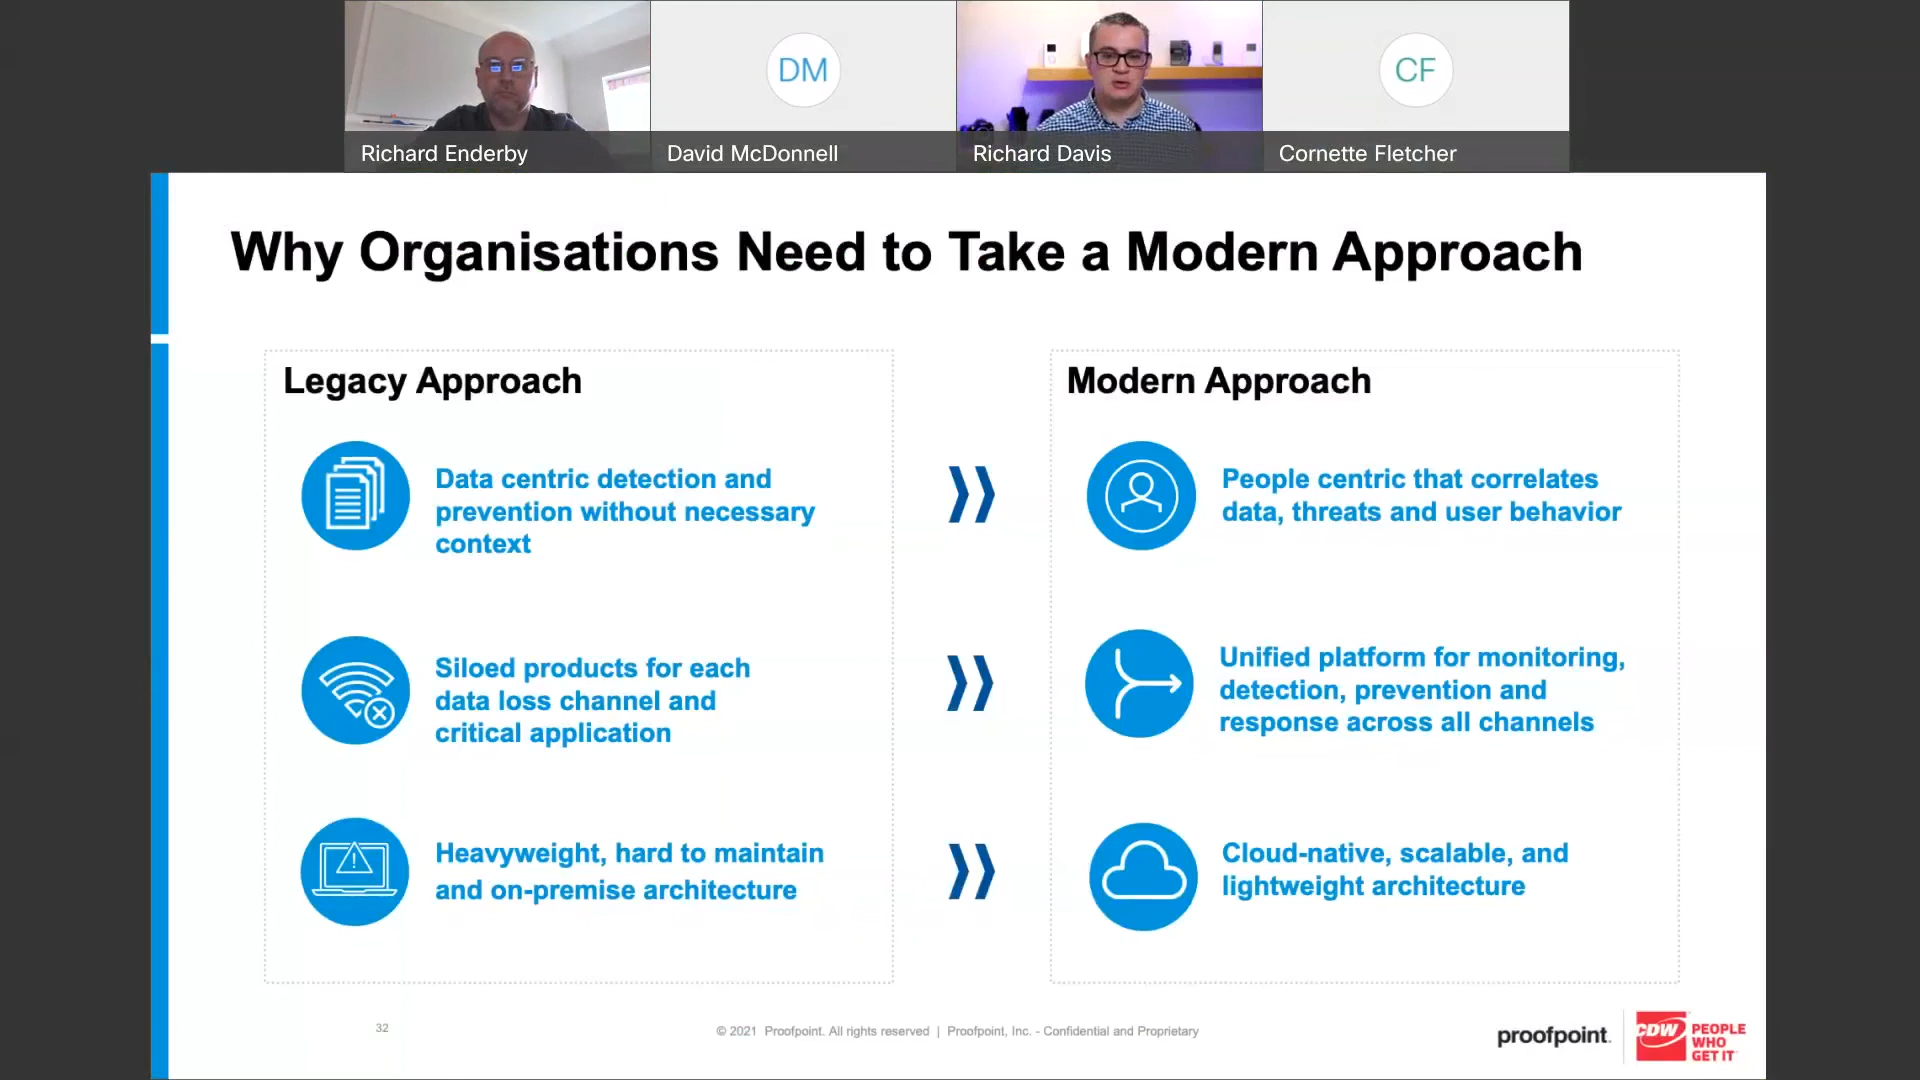 DM
CF
Richard Enderby
David McDonnell
Richard Davis
Cornette Fletcher
Why Organisations Need to Take a Modern Approach
Legacy Approach
Data centric detection and
prevention without necessary
context
Siloed products for each
data loss channel and
critical application
Heavyweight, hard to maintain
and on-premise architecture
Modern Approach
People centric that correlates
data, threats and user behavior
Unified platform for monitoring,
detection, prevention and
response across all channels
Cloud-native, scalable, and
lightweight architecture
32
© 2021 Proofpoint. All rights reserved | Proofpoint, Inc. - Confidential and Proprietary
proofpoint.
CDW
PEOPLE
WHO
GET IT